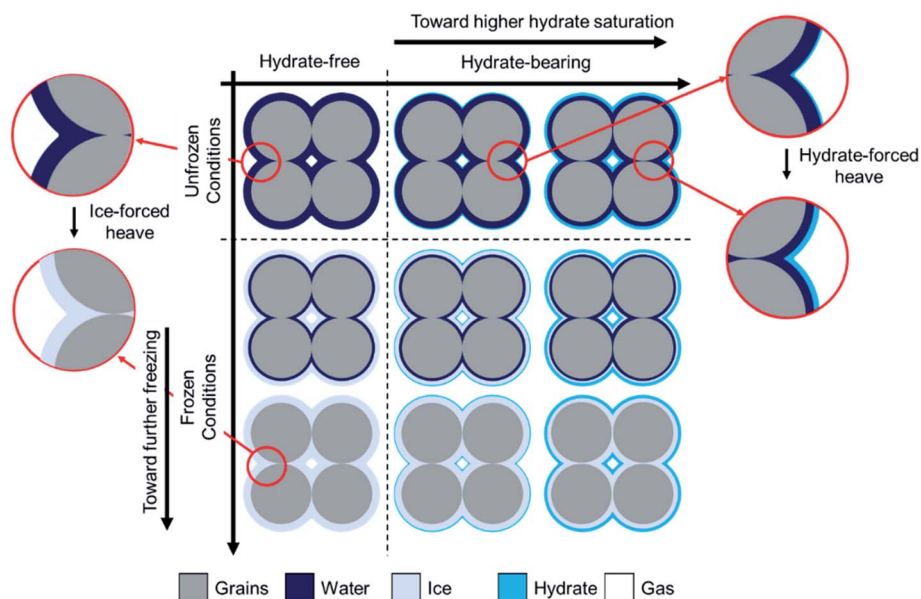 Toward higher hydrate saturation
Hydrate-free
Hydrate-bearing
Unfrozen
Conditions
Ice-forced
heave
Hydrate-forced
heave
Toward further freezing
Frozen
Conditions
Grains
Water
Ice
Hydrate
Gas